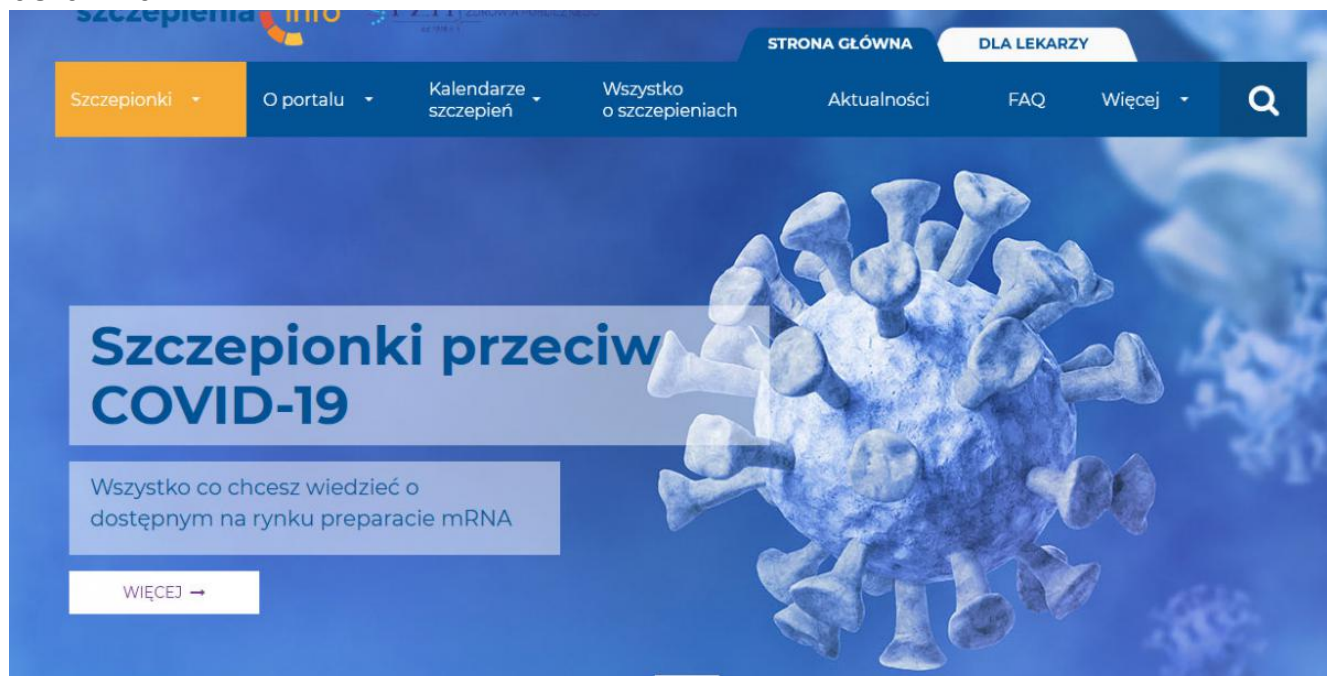 szczepienia info
STRONA GŁÓWNA
DLA LEKARZY
Szczepionki
O portalu
Kalendarze
szczepień
Wszystko
o szczepieniach
Aktualności
FAQ
Więcej
Szczepionki przeciw
COVID-19
Wszystko co chcesz wiedzieć o
dostępnym na rynku preparacie mRNA
WIĘCEJ →